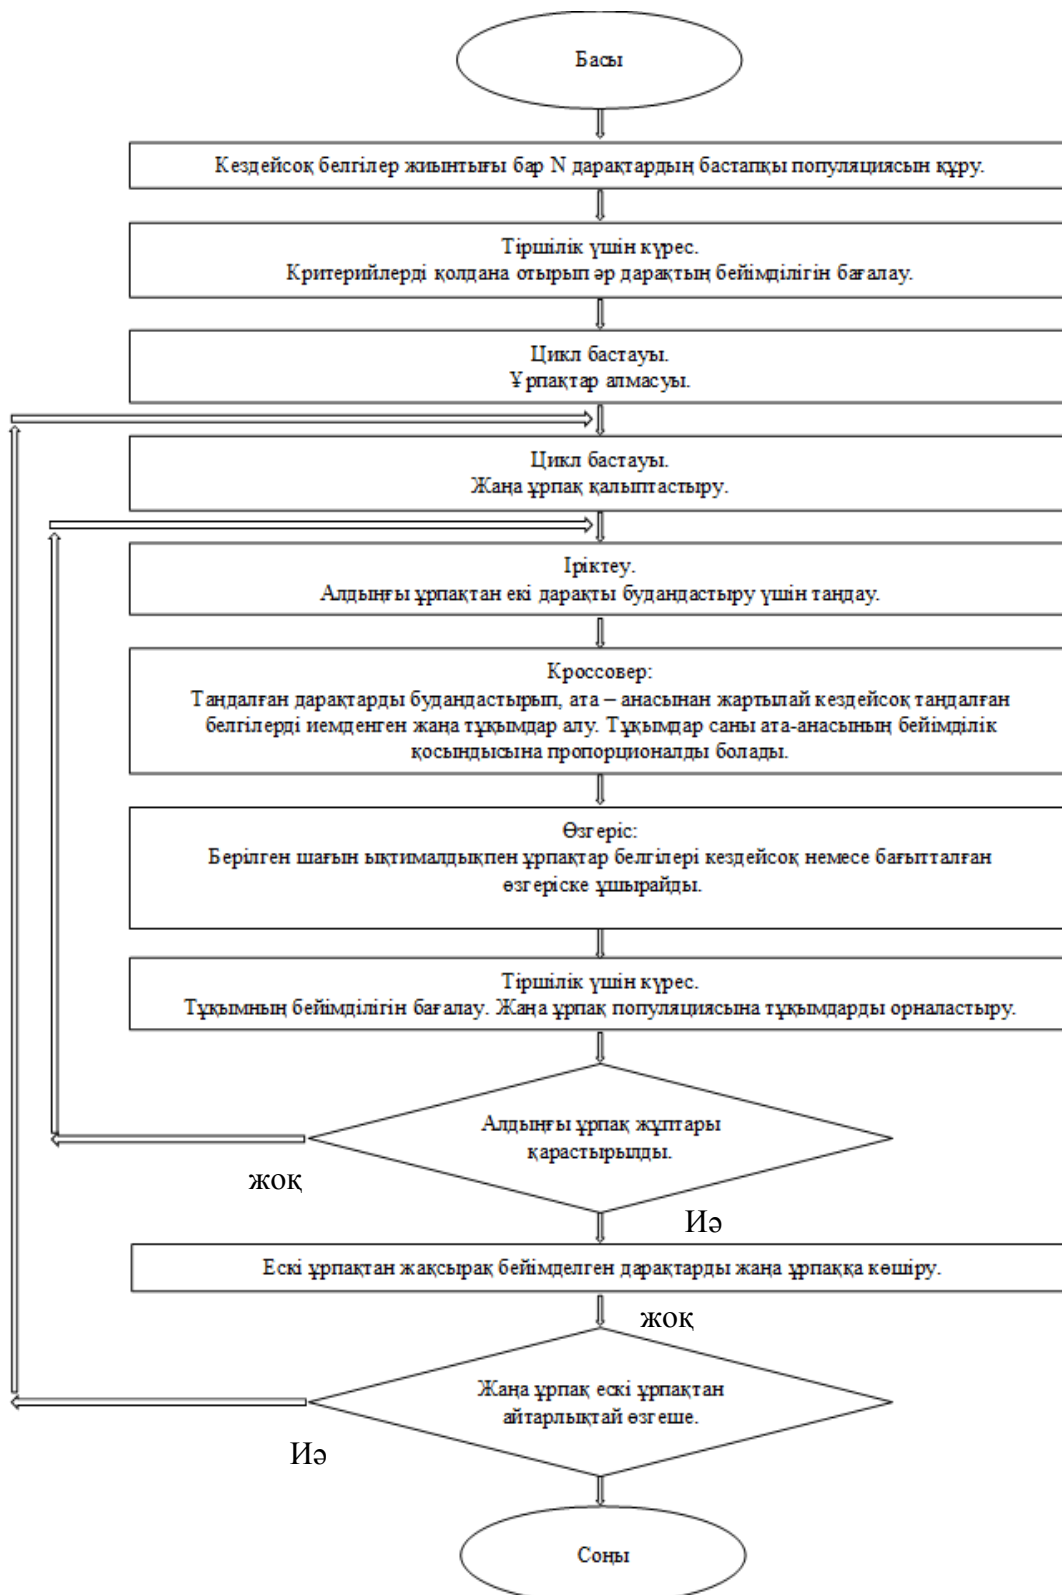 Басы
Кездейсоқ белгілер жиынтығы бар N дарақтардың бастапқы популяциясын құру.
Тіршілік үшін күрес.
Критерийлерді қолдана отырып әр дарақтың бейімділігін бағалау.
Цикл бастауы.
Ұрпақтар алмасуы.
Цикл бастауы.
Жаңа ұрпақ қалыптастыру.
Іріктеу.
Алдыңғы ұрпақтан екі дарақты будандастыру үшін таңдау.
Кроссовер:
Таңдалған дарақтарды будандастырып, ата – анасынан жартылай кездейсоқ таңдалған
белгілерді иемденген жаңа тұқымдар алу. Тұқымдар саны ата-анасының бейімділік
қосындысына пропорционалды болады.
Өзгеріс:
Берілген шағын ықтималдықпен ұрпақтар белгілері кездейсоқ немесе бағытталған
өзгеріске ұшырайды.
Тіршілік үшін күрес.
Тұқымның бейімділігін бағалау. Жаңа ұрпақ популяциясына тұқымдарды орналастыру.
Алдыңғы ұрпақ жұптары
қарастырылды.
жоқ
Иә
Ескі ұрпақтан жақсырақ бейімделген дарақтарды жаңа ұрпаққа көшіру.
жоқ
Жаңа ұрпақ ескі ұрпақтан
айтарлықтай өзгеше.
Иә
Соңы